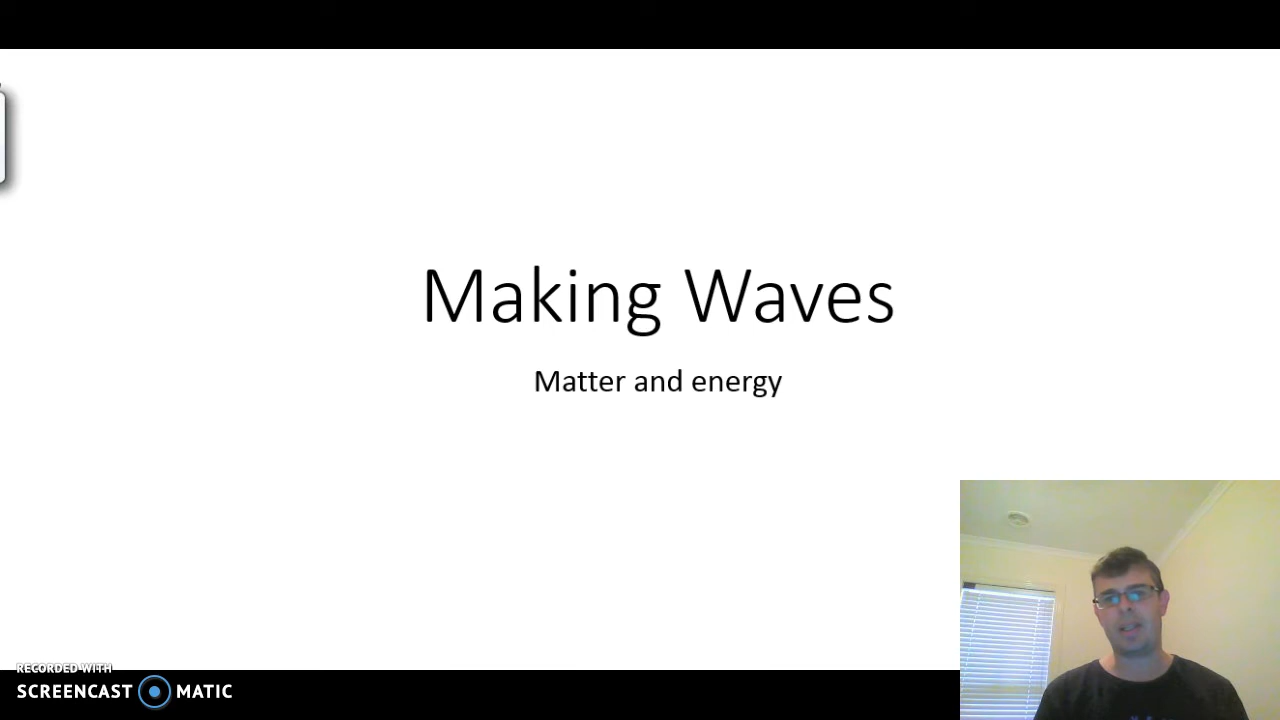 Making Waves
Matter and energy
RECORDED WITH
SCREENCAST MATIC